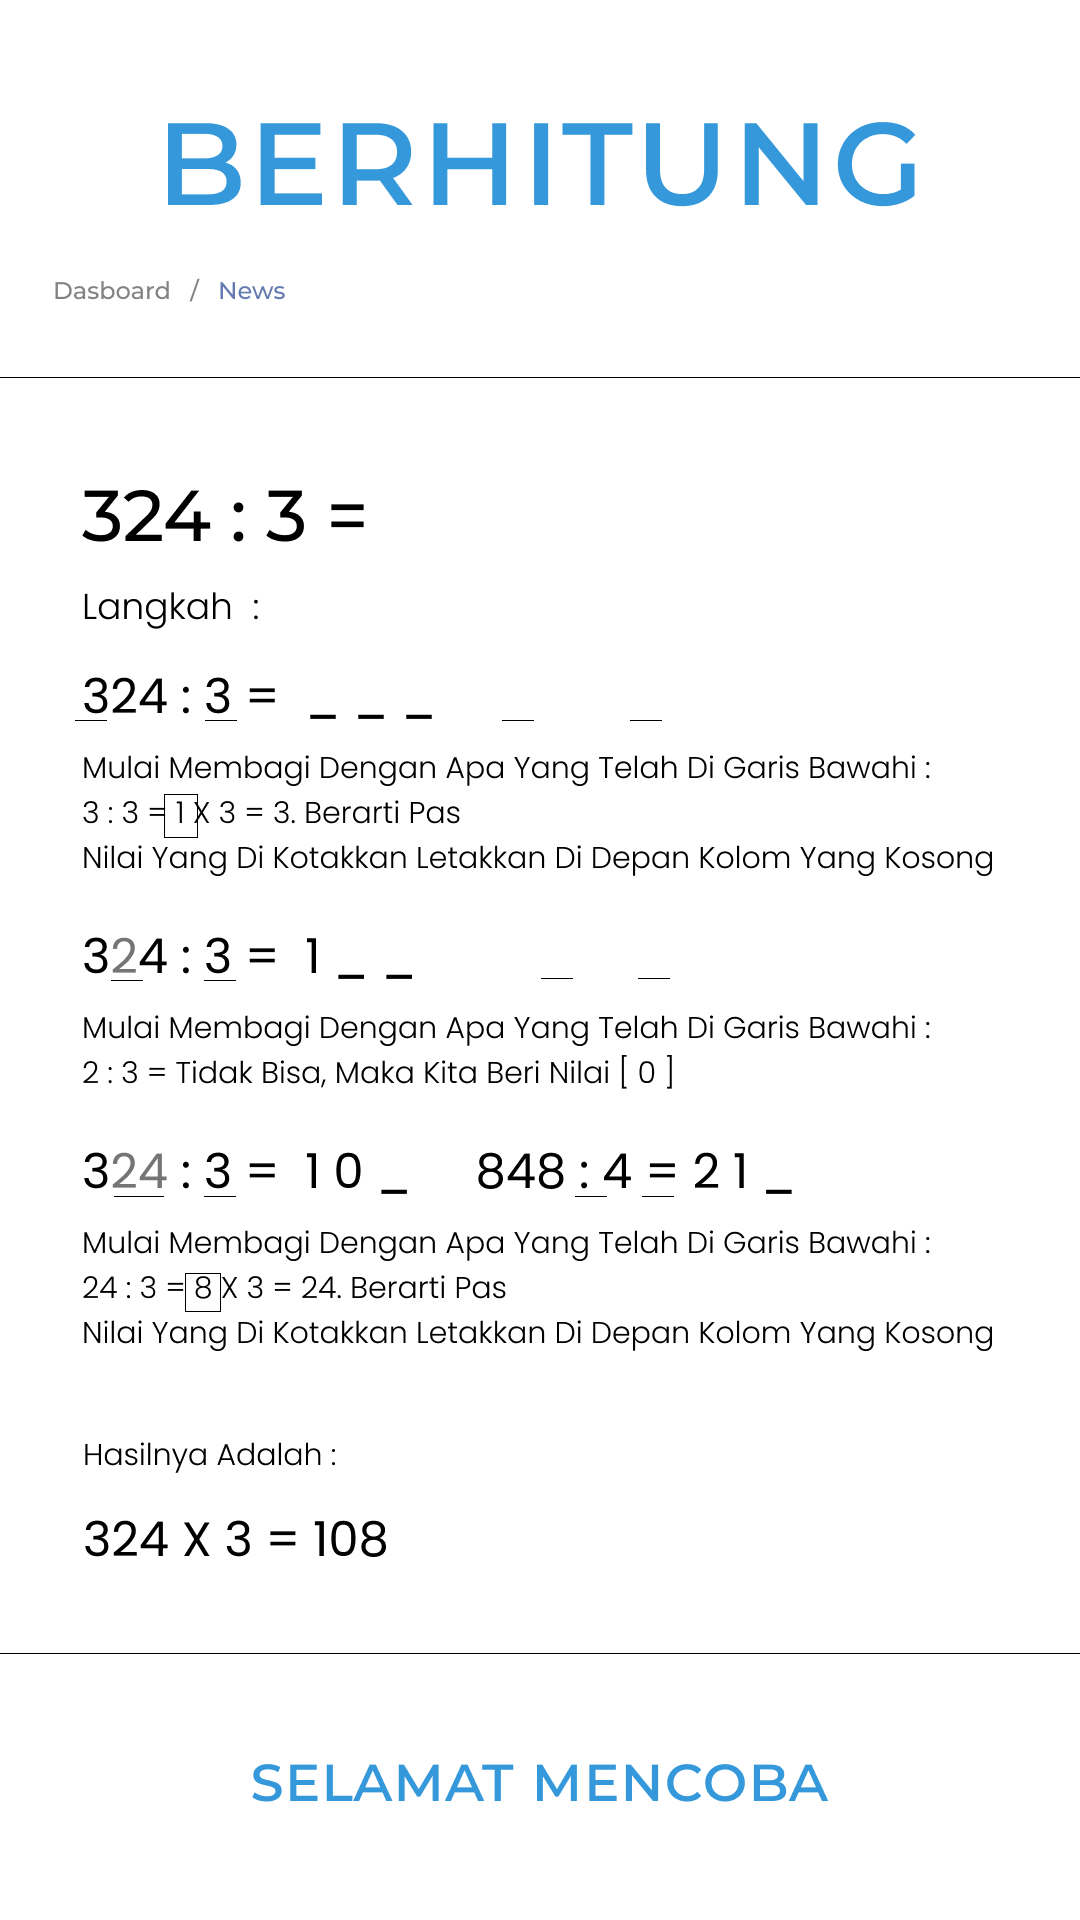 BERHITUNG
Dasboard / News
324 : 3 =
Langkah :
324 : 3 = _ _ _
Mulai Membagi Dengan Apa Yang Telah Di Garis Bawahi :
3 : 3 = 1 X 3 = 3. Berarti Pas
Nilai Yang Di Kotakkan Letakkan Di Depan Kolom Yang Kosong
324 : 3 = 1 _ _
Mulai Membagi Dengan Apa Yang Telah Di Garis Bawahi :
2 : 3 = Tidak Bisa, Maka Kita Beri Nilai [ 0 ]
324 : 3 = 1 0 _ 848 : 4 = 2 1 _
Mulai Membagi Dengan Apa Yang Telah Di Garis Bawahi :
24 : 3 = 8 X 3 = 24. Berarti Pas
Nilai Yang Di Kotakkan Letakkan Di Depan Kolom Yang Kosong
Hasilnya Adalah :
324 X 3 = 108
SELAMAT MENCOBA